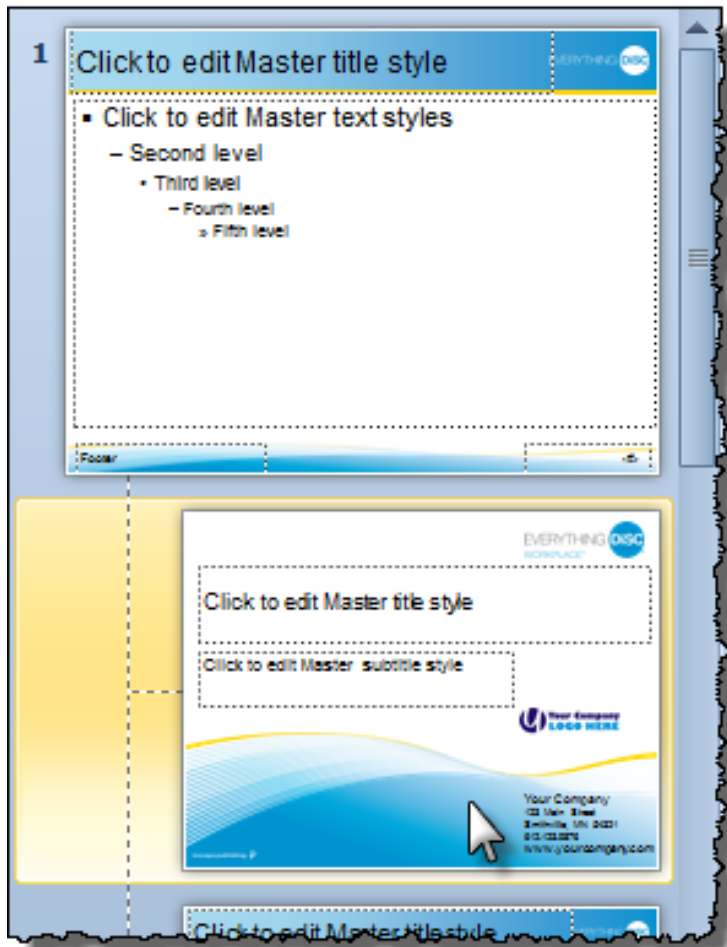 1
Click to edit Master title style
EVERYTHING DiSC
▪ Click to edit Master text styles
– Second level
• Third level
– Fourth level
» Fifth level
Footer
EVERYTHING DiSC
WORKPLACE
Click to edit Master title style
Click to edit Master subtitle style
Your Company
LOGO HERE
Your Company
Main Street
www.yourcompany.com
Click to edit Master title style